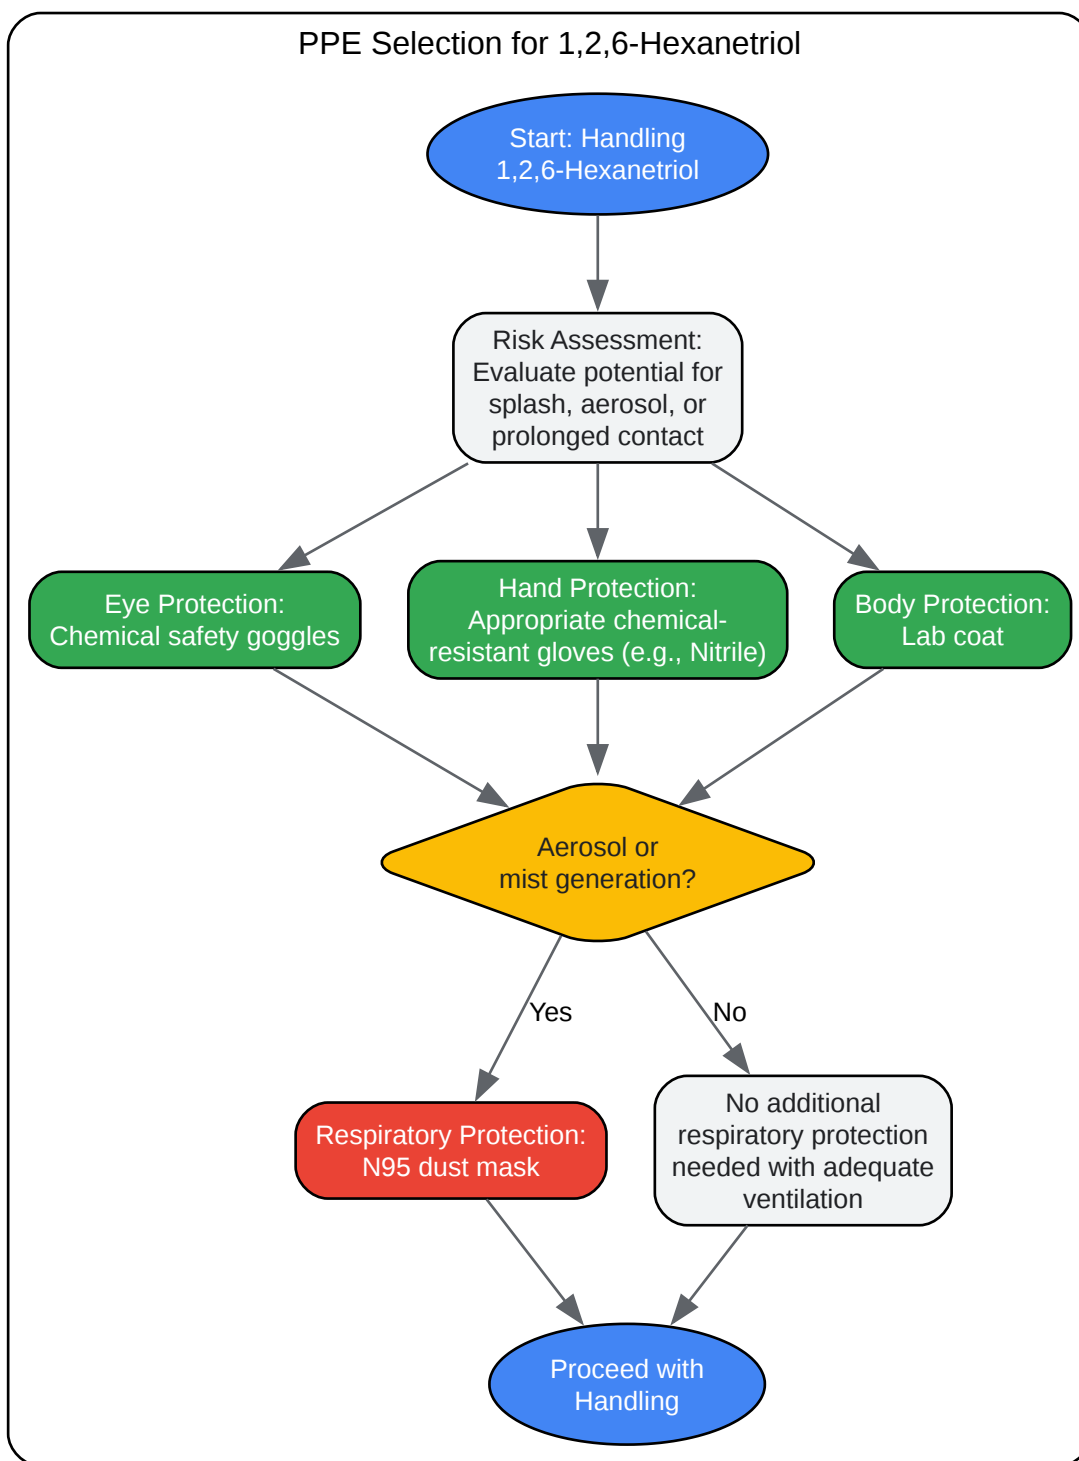 PPE Selection for 1,2,6-Hexanetriol
Start: Handling
1,2,6-Hexanetriol
Risk Assessment:
Evaluate potential for
splash, aerosol, or
prolonged contact
Eye Protection:
Chemical safety goggles
Hand Protection:
Appropriate chemical-
resistant gloves (e.g., Nitrile)
Body Protection:
Lab coat
Aerosol or
mist generation?
Yes
No
Respiratory Protection:
N95 dust mask
No additional
respiratory protection
needed with adequate
ventilation
Proceed with
Handling